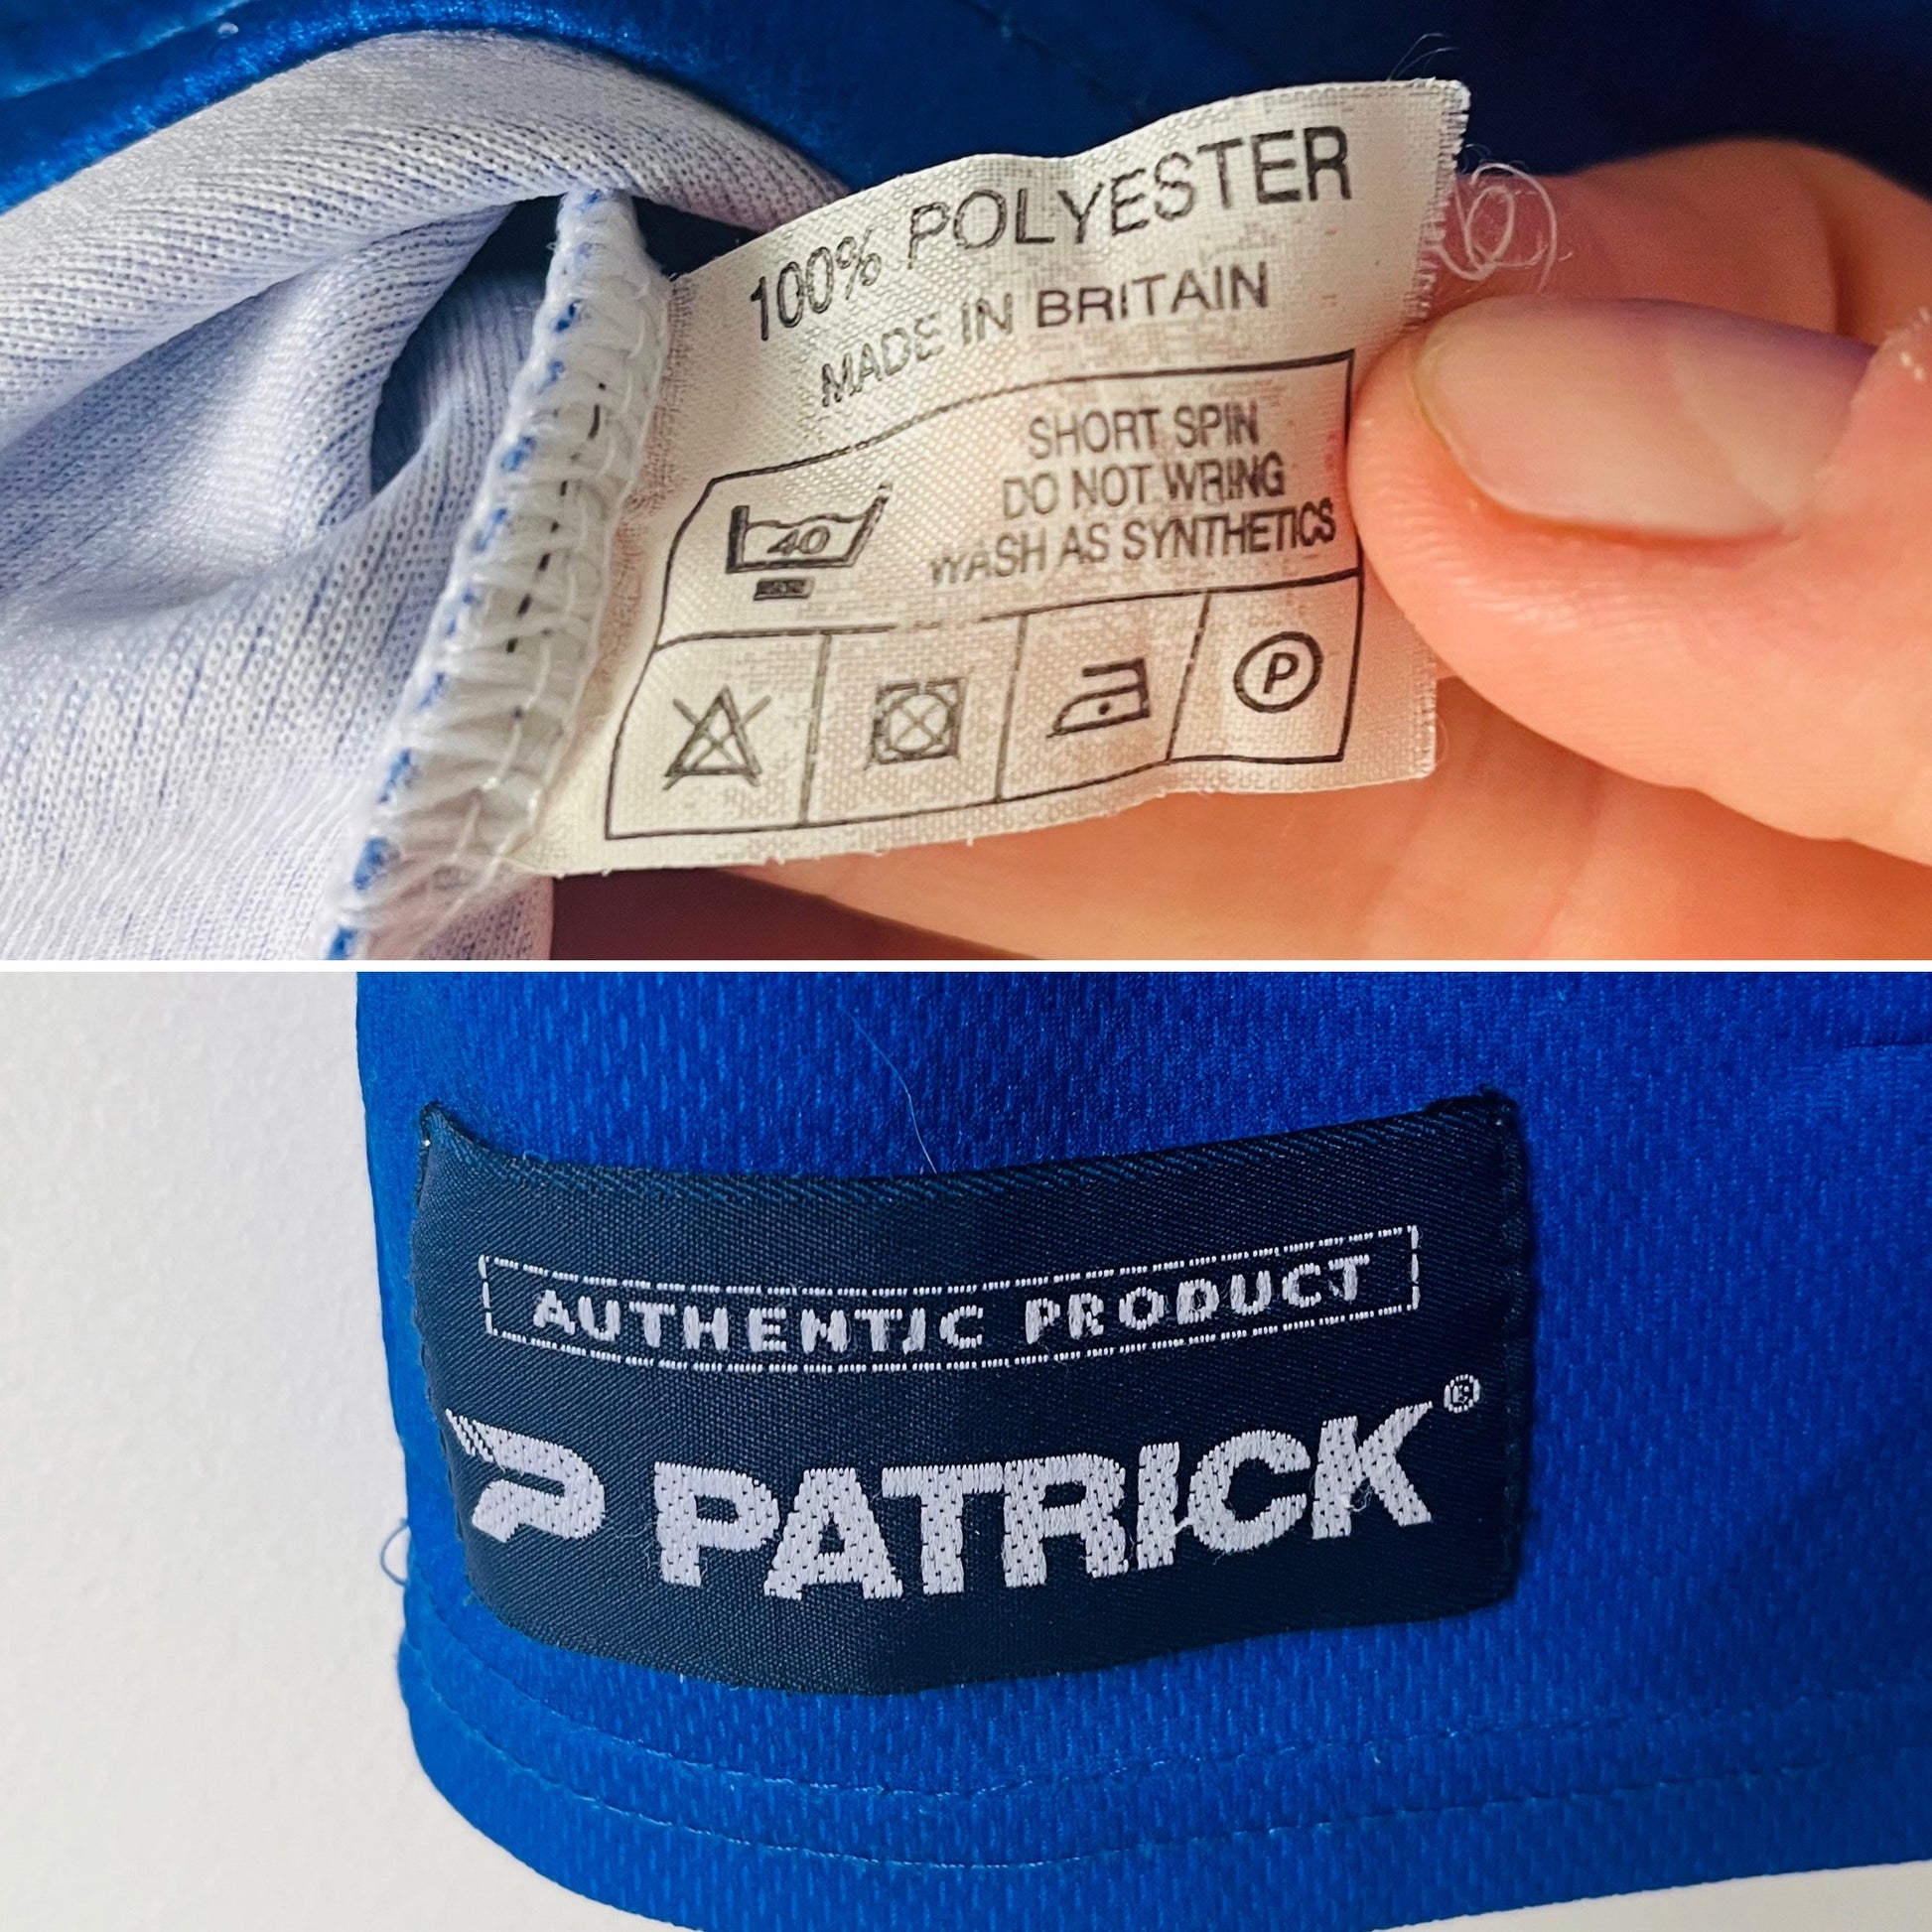 100% POLYESTER
MADE IN BRITAIN
SHORT SPIN
DO NOT WRING
WASH AS SYNTHETICS
40
P
AUTHENTIC PRODUCT
PATRICK®